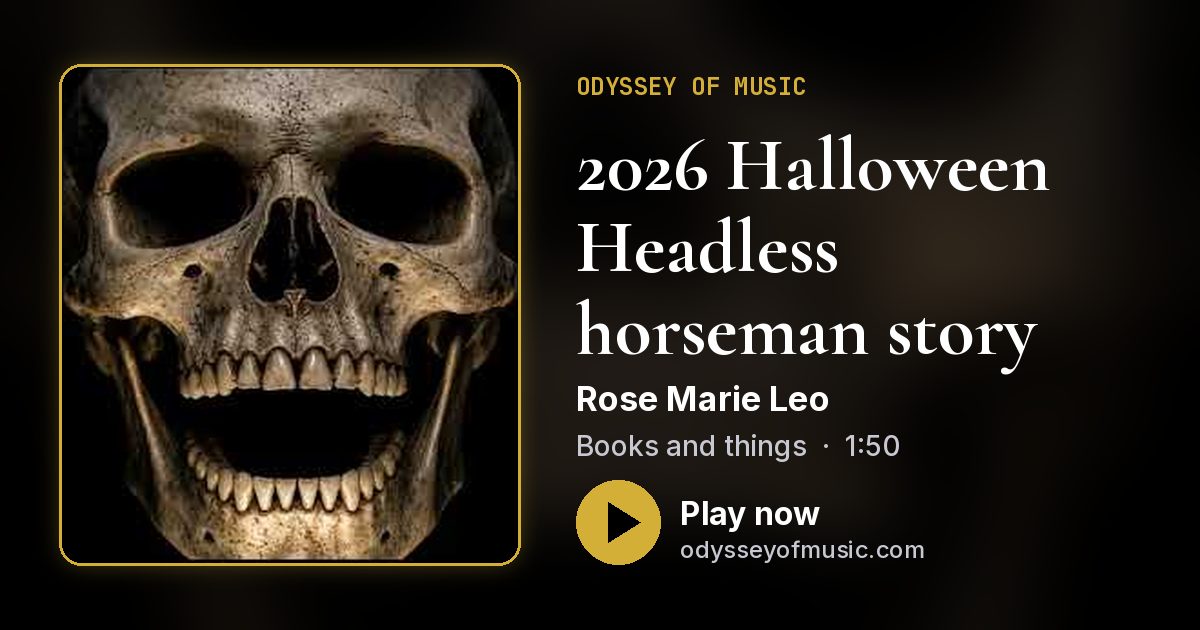 ODYSSEY OF MUSIC
2026 Halloween
Headless
horseman story
Rose Marie Leo
Books and things · 1:50
Play now
odysseyofmusic.com